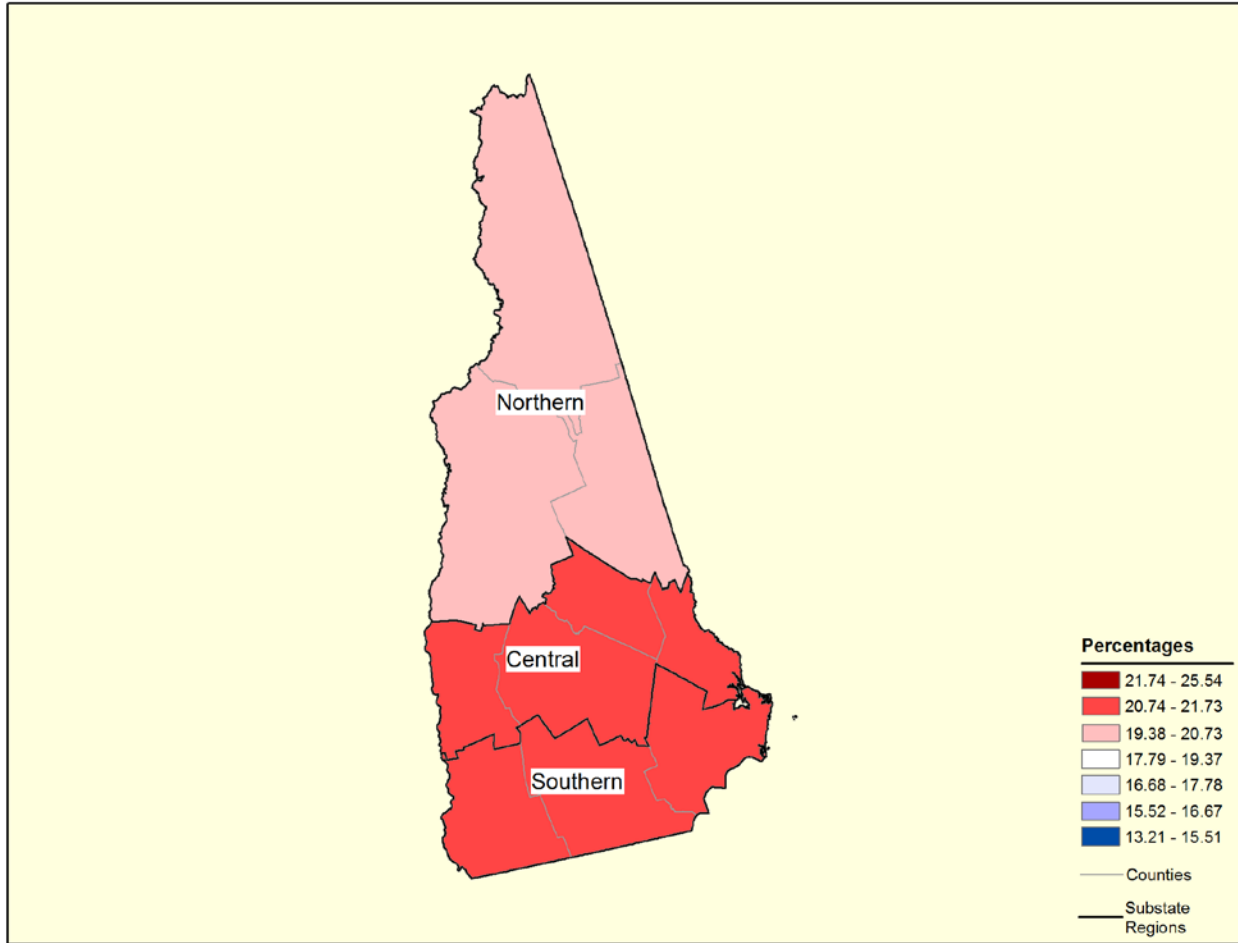 Northern
Central
Southern
Percentages
21.74 - 25.54
20.74 - 21.73
19.38 - 20.73
17.79 - 19.37
16.68 - 17.78
15.52 - 16.67
13.21 - 15.51
Counties
Substate
Regions